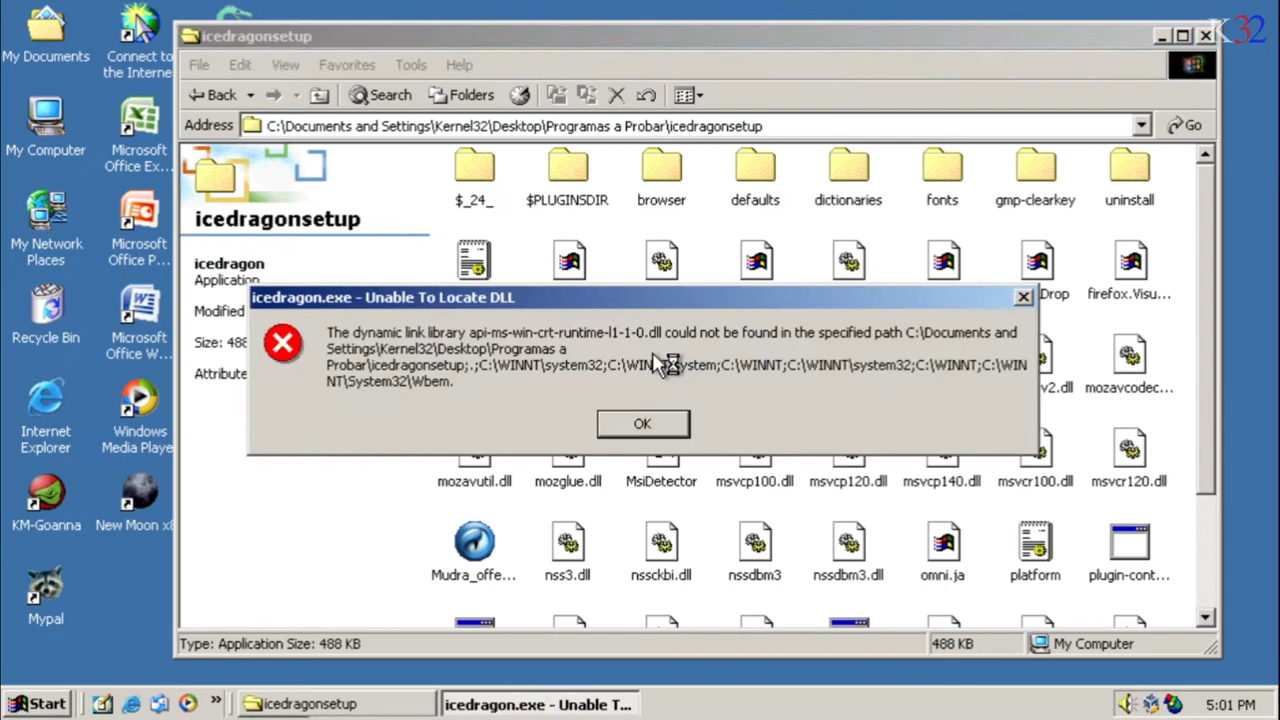 My Documents
Connect to
the Internet
My Computer
Microsoft
Office Ex...
My Network
Places
Microsoft
Office P...
Recycle Bin
Microsoft
Office W...
Internet
Explorer
Windows
Media Playe
KM-Goanna
New Moon x8
Mypal
icedragonsetup
K32
File Edit View Favorites Tools Help
Back Search Folders
Address C:\Documents and Settings\Kernel32\Desktop\Programas a Probar\icedragonsetup Go
icedragonsetup
icedragon
Application
Modified
Size: 488
Attribute
$_24_ $PLUGINSDIR browser defaults dictionaries fonts gmp-clearkey uninstall
Drop firefox.Visu...
icedragon.exe - Unable To Locate DLL
The dynamic link library api-ms-win-crt-runtime-l1-1-0.dll could not be found in the specified path C:\Documents and
Settings\Kernel32\Desktop\Programas a
Probar\icedragonsetup;.;C:\WINNT\system32;C:\WINNT\system;C:\WINNT;C:\WINNT\system32;C:\WINNT;C:\WIN
NT\System32\Wbem.
OK
v2.dll mozavcodec...
mozavutil.dll mozglue.dll MsiDetector msvcp100.dll msvcp120.dll msvcp140.dll msvcr100.dll msvcr120.dll
Mudra_offe... nss3.dll nssckbi.dll nssdbm3 nssdbm3.dll omni.ja platform plugin-cont...
Type: Application Size: 488 KB 488 KB My Computer
Start » icedragonsetup icedragon.exe - Unable T... 5:01 PM